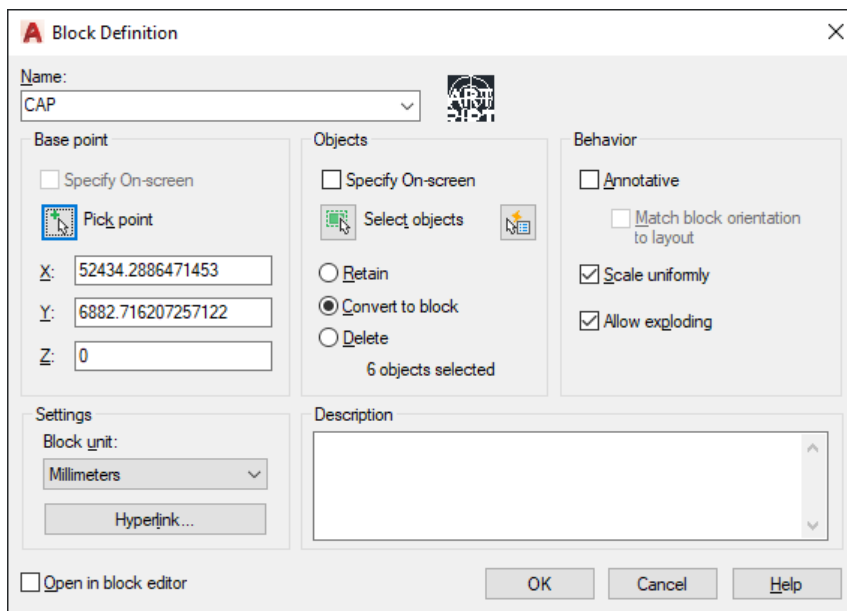 A Block Definition
Name:
CAP
Base point
Specify On-screen
Pick point
X: 52434.2886471453
Y: 6882.716207257122
Z: 0
Objects
Specify On-screen
Select objects
Retain
Convert to block
Delete
6 objects selected
Behavior
Annotative
Match block orientation
to layout
Scale uniformly
Allow exploding
Settings
Block unit:
Millimeters
Hyperlink...
Description
Open in block editor
OK Cancel Help